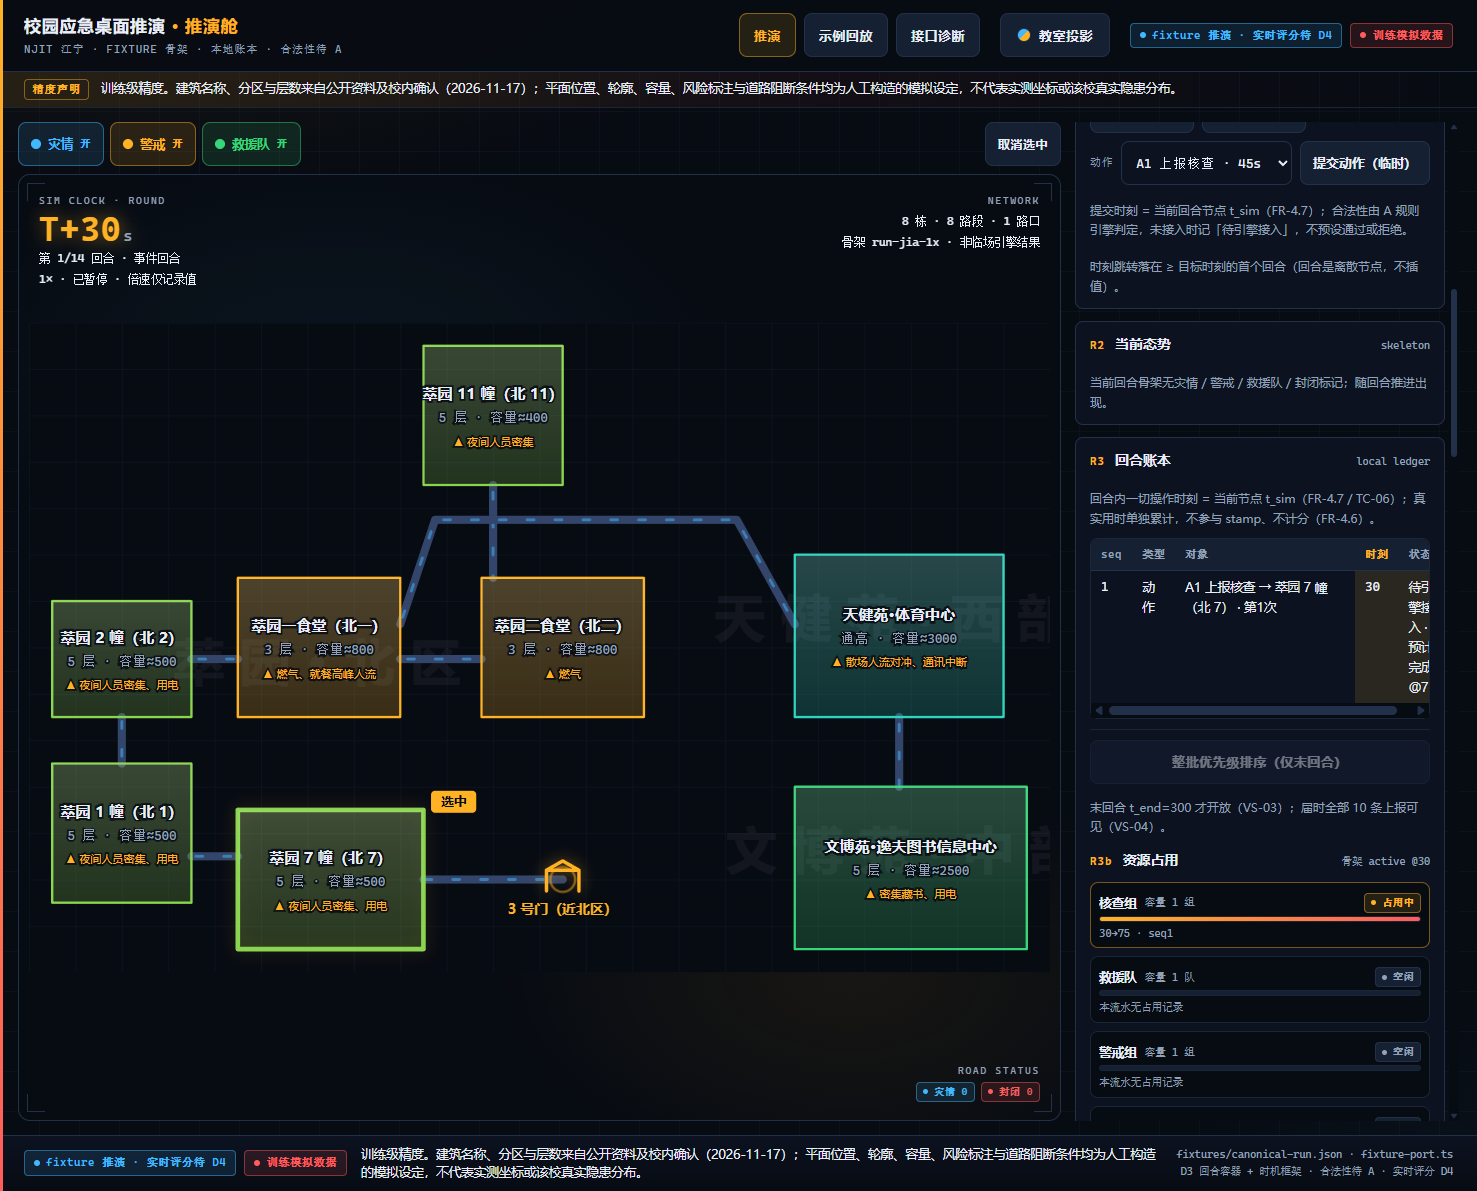 校园应急桌面推演 · 推演舱
NJIT 江宁 · FIXTURE 骨架 · 本地账本 · 合法性待 A
推演
示例回放
接口诊断
教室投影
fixture 推演 · 实时评分待 D4
训练模拟数据
精度声明
训练级精度。建筑名称、分区与层数来自公开资料及校内确认（2026-11-17）；平面位置、轮廓、容量、风险标注与道路阻断条件均为人工构造的模拟设定，不代表实测坐标或该校真实隐患分布。
灾情 开
警戒 开
救援队 开
取消选中
SIM CLOCK · ROUND
T+30s
第 1/14 回合 · 事件回合
1× · 已暂停 · 倍速仅记录值
NETWORK
8 栋 · 8 路段 · 1 路口
骨架 run-jia-1x · 非临场引擎结果
萃园 11 幢（北 11）
5 层 · 容量≈400
▲ 夜间人员密集
萃园 2 幢（北 2）
5 层 · 容量≈500
▲ 夜间人员密集、用电
萃园一食堂（北一）
3 层 · 容量≈800
▲ 燃气、就餐高峰人流
萃园二食堂（北二）
3 层 · 容量≈800
▲ 燃气
天健苑·体育中心
通高 · 容量≈3000
▲ 散场人流对冲、通讯中断
萃园 1 幢（北 1）
5 层 · 容量≈500
▲ 夜间人员密集、用电
选中
萃园 7 幢（北 7）
5 层 · 容量≈500
▲ 夜间人员密集、用电
3 号门（近北区）
文博苑·逸夫图书信息中心
5 层 · 容量≈2500
▲ 密集藏书、用电
ROAD STATUS
灾情 0
封闭 0
动作
A1 上报核查 · 45s
提交动作（临时）
提交时刻 = 当前回合节点 t_sim（FR-4.7）；合法性由 A 规则
引擎判定，未接入时记「待引擎接入」，不预设通过或拒绝。
时刻跳转落在 ≥ 目标时刻的首个回合（回合是离散节点，不插
值）。
R2 当前态势
skeleton
当前回合骨架无灾情 / 警戒 / 救援队 / 封闭标记；随回合推进出
现。
R3 回合账本
local ledger
回合内一切操作时刻 = 当前节点 t_sim（FR-4.7 / TC-06）；真
实用时单独累计，不参与 stamp、不计分（FR-4.6）。
seq 类型 对象 时刻 状态
1 动作 A1 上报核查 → 萃园 7 幢（北 7）· 第1次 30 待引擎接入 · 预计完成 @7
整批优先级排序（仅末回合）
末回合 t_end=300 才开放（VS-03）；届时全部 10 条上报可
见（VS-04）。
R3b 资源占用
骨架 active @30
核查组 容量 1 组
占用中
30→75 · seq1
救援队 容量 1 队
空闲
本流水无占用记录
警戒组 容量 1 组
空闲
本流水无占用记录
fixture 推演 · 实时评分待 D4
训练模拟数据
训练级精度。建筑名称、分区与层数来自公开资料及校内确认（2026-11-17）；平面位置、轮廓、容量、风险标注与道路阻断条件均为人工构造
的模拟设定，不代表实测坐标或该校真实隐患分布。
fixtures/canonical-run.json · fixture-port.ts
D3 回合容器 + 时机框架 · 合法性待 A · 实时评分 D4